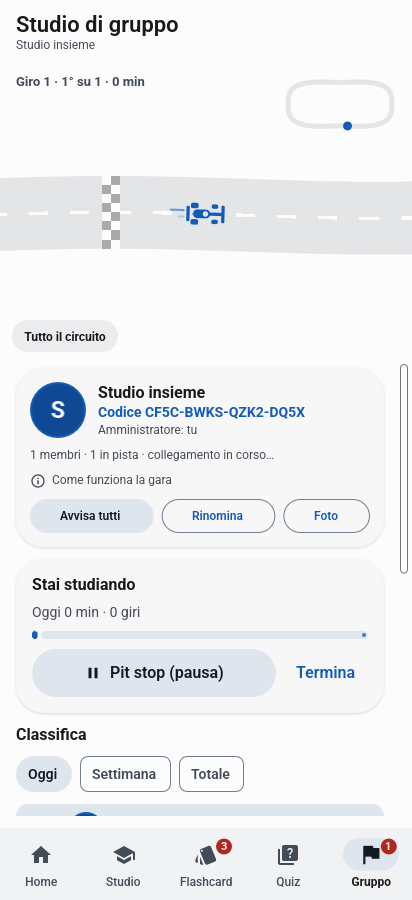 Studio di gruppo
Studio insieme
Giro 1 · 1° su 1 · 0 min
Tutto il circuito
S
Studio insieme
Codice CF5C-BWKS-QZK2-DQ5X
Amministratore: tu
1 membri · 1 in pista · collegamento in corso…
Come funziona la gara
Avvisa tutti
Rinomina
Foto
Stai studiando
Oggi 0 min · 0 giri
Pit stop (pausa)
Termina
Classifica
Oggi
Settimana
Totale
3
1
Home
Studio
Flashcard
Quiz
Gruppo